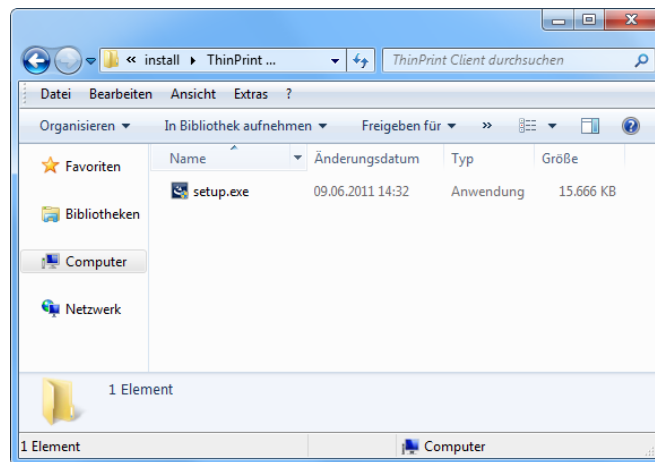 « install ▸ ThinPrint ... ThinPrint Client durchsuchen
Datei Bearbeiten Ansicht Extras ?
Organisieren In Bibliothek aufnehmen Freigeben für »
Name Änderungsdatum Typ Größe
setup.exe 09.06.2011 14:32 Anwendung 15.666 KB
Favoriten
Bibliotheken
Computer
Netzwerk
1 Element
1 Element Computer